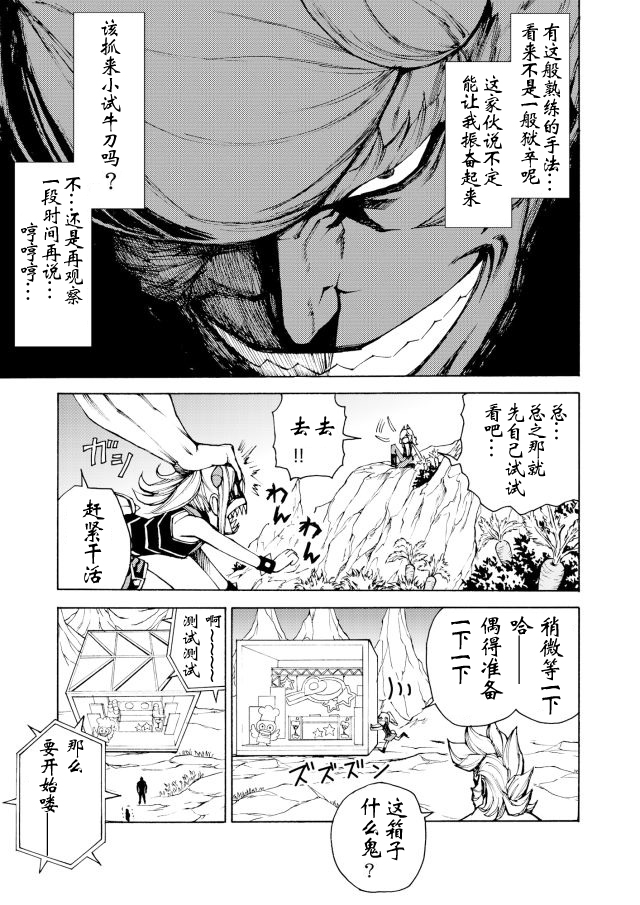 有这般熟练的手法…
看来不是一般狱卒呢
这家伙说不定
能让我振奋起来
该抓来小试牛刀吗？
不…还是再观察
一段时间再说…
哼哼哼…
总…
总之那就
先自己试试
看吧…
去
去
!!
わんわん
ガシ
赶紧干活
稍微等一下
哈——
偶得准备
一下一下
ズズズン
这箱子
什么鬼？
啊~~~~
测试测试
那么
要开始喽——